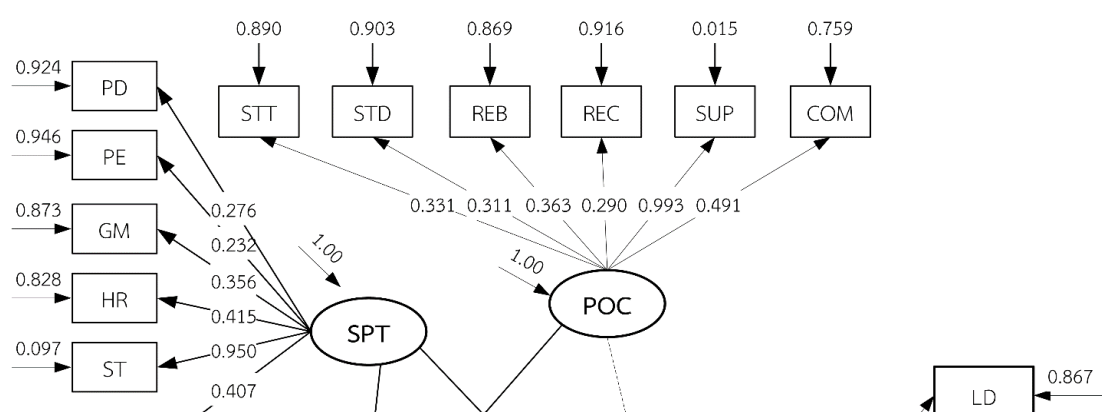 0.890 0.903 0.869 0.916 0.015 0.759
0.924
PD
STT STD REB REC SUP COM
0.946
PE
0.873
GM
0.828
HR
0.097
ST
0.276
0.232
0.356
0.415
0.950
0.407
0.331 0.311 0.363 0.290 0.993 0.491
1.00
SPT
1.00
POC
LD
0.867